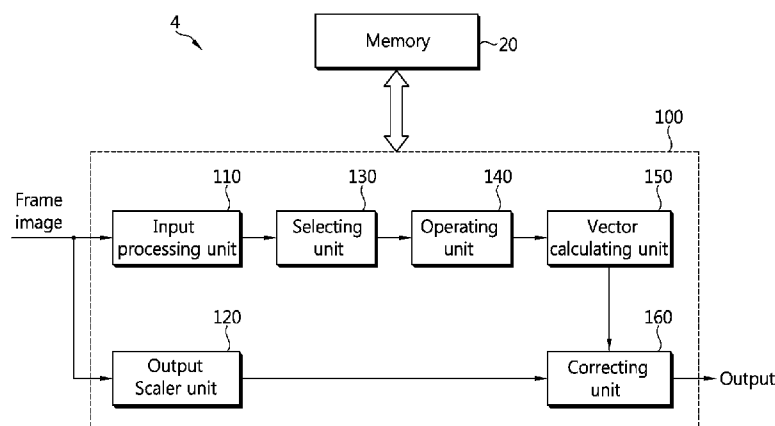 4
Memory
20
100
Frame
image
110
130
140
150
Input
processing unit
Selecting
unit
Operating
unit
Vector
calculating unit
120
160
Output
Scaler unit
Correcting
unit
Output